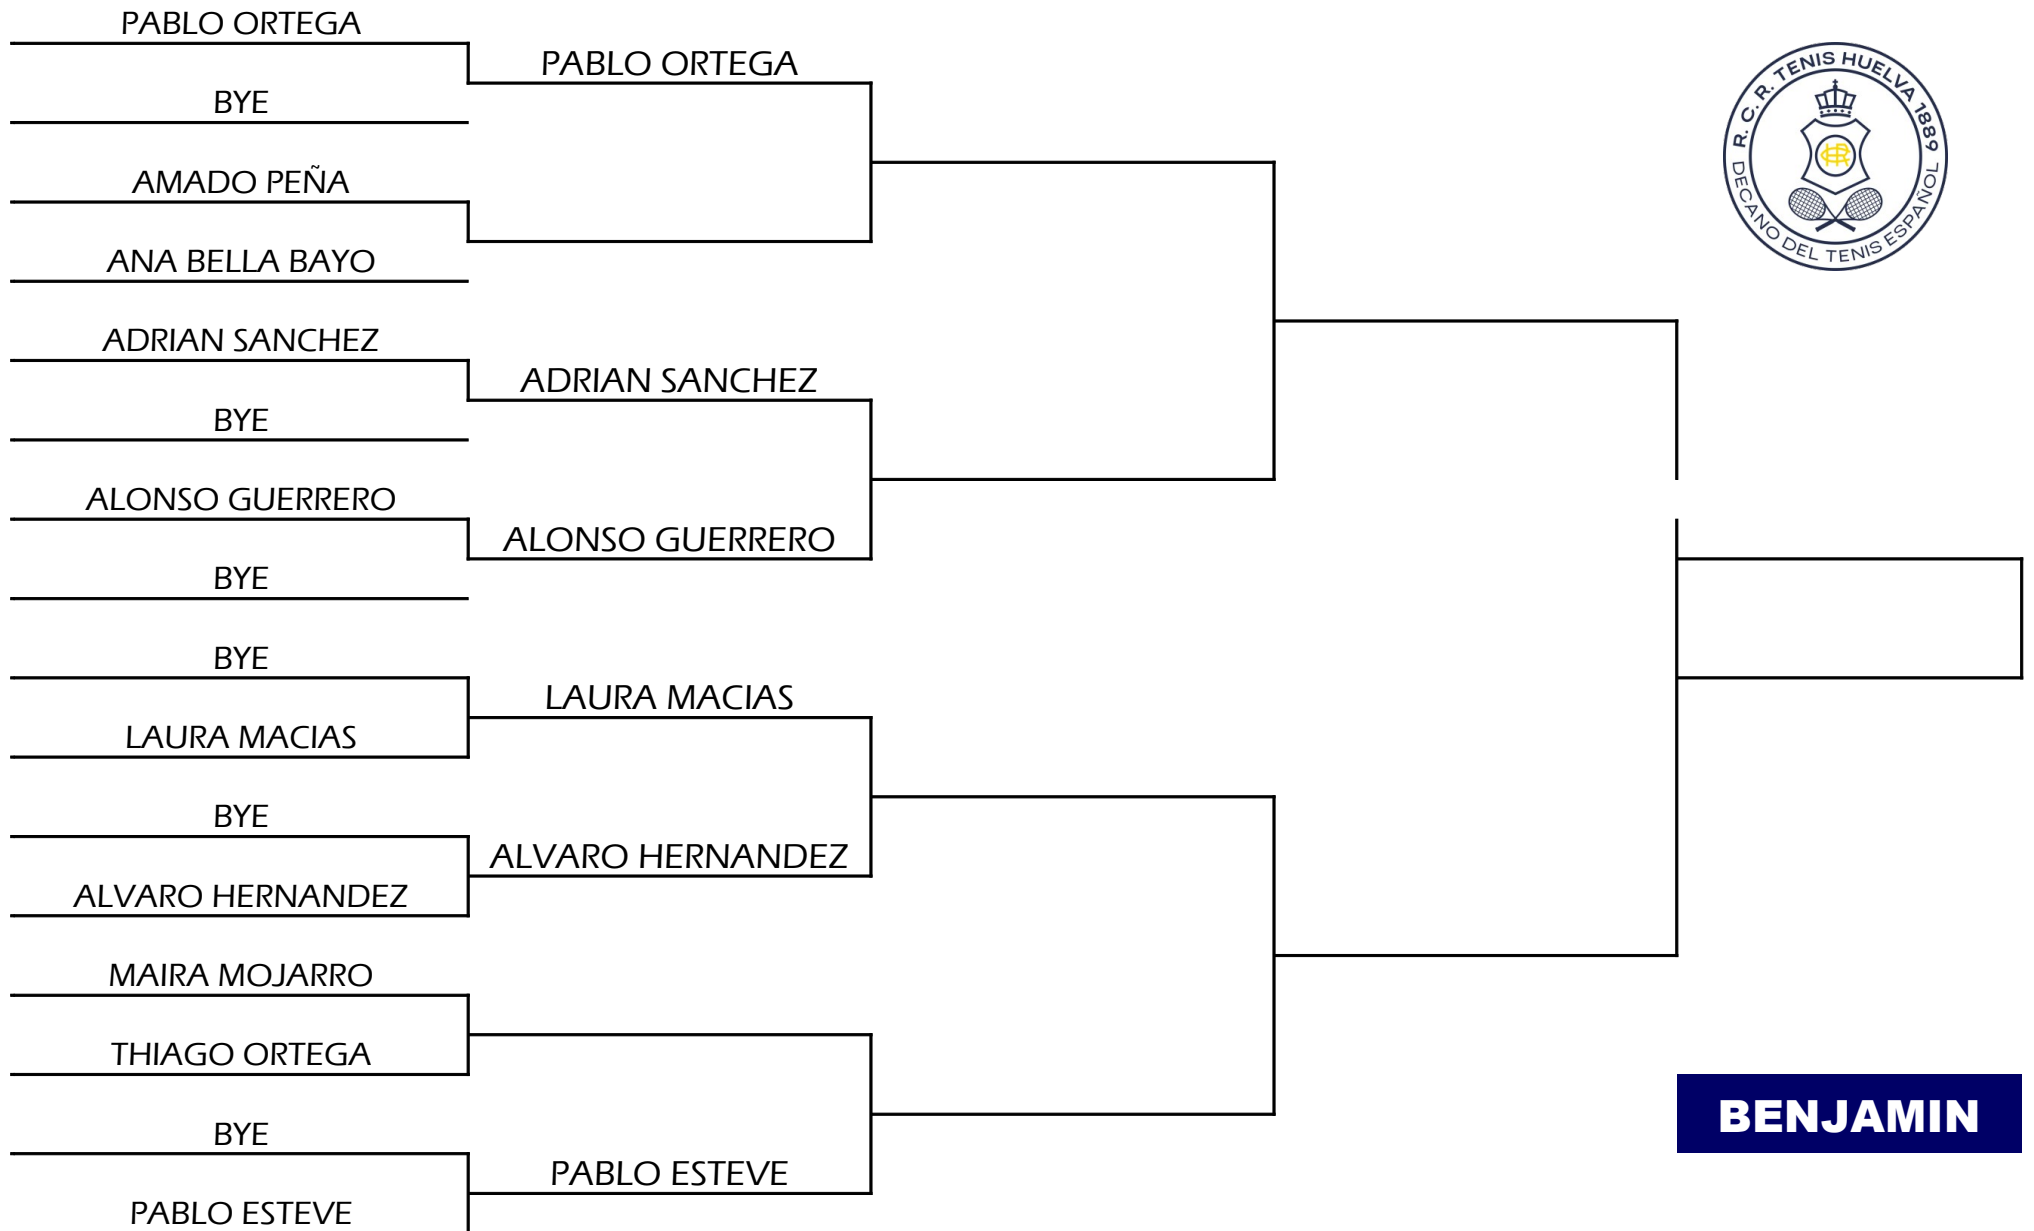 PABLO ORTEGA
PABLO ORTEGA
BYE
AMADO PEÑA
ANA BELLA BAYO
ADRIAN SANCHEZ
ADRIAN SANCHEZ
BYE
ALONSO GUERRERO
ALONSO GUERRERO
BYE
BYE
LAURA MACIAS
LAURA MACIAS
BYE
ALVARO HERNANDEZ
ALVARO HERNANDEZ
MAIRA MOJARRO
THIAGO ORTEGA
BYE
PABLO ESTEVE
PABLO ESTEVE
R. C. R. TENIS HUELVA 1889
DECANO DEL TENIS ESPAÑOL
BENJAMIN